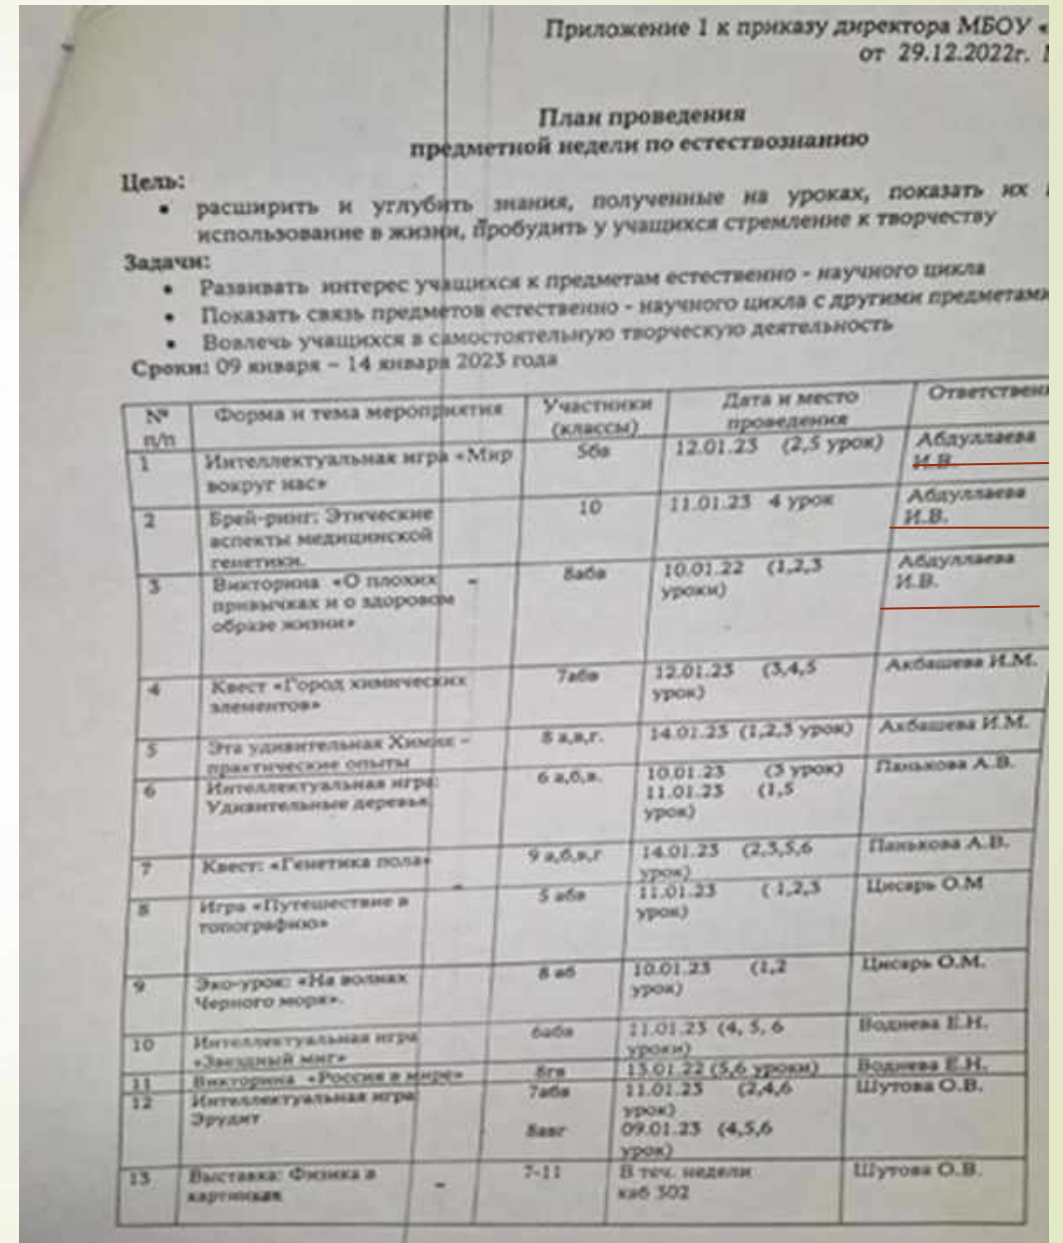 Приложение 1 к приказу директора МБОУ «
от 29.12.2022г.
План проведения
предметной недели по естествознанию
Цель:
• расширить и углубить знания, полученные на уроках, показать их
использование в жизни, пробудить у учащихся стремление к творчеству
Задачи:
• Развивать интерес учащихся к предметам естественно - научного цикла
• Показать связь предметов естественно - научного цикла с другими предметами
• Вовлечь учащихся в самостоятельную творческую деятельность
Сроки: 09 января – 14 января 2023 года
№ п/п Форма и тема мероприятия Участники (классы) Дата и место проведения Ответствен
1 Интеллектуальная игра «Мир вокруг нас» 5бв 12.01.23 (2,5 урок) Абдуллаева И.В.
2 Брей-ринг: Этические аспекты медицинской генетики. 10 11.01.23 4 урок Абдуллаева И.В.
3 Викторина «О плохих привычках и о здоровом образе жизни» 8абв 10.01.22 (1,2,3 уроки) Абдуллаева И.В.
4 Квест «Город химических элементов» 7абв 12.01.23 (3,4,5 урок) Акбашева И.М.
5 Эта удивительная Химия – практические опыты 8 а,в,г. 14.01.23 (1,2,3 урок) Акбашева И.М.
6 Интеллектуальная игра: Удивительные деревья. 6 а,б,в. 10.01.23 (3 урок) 11.01.23 (1,5 урок) Панькова А.В.
7 Квест: «Генетика пола» 9 а,б,в,г 14.01.23 (2,3,5,6 урок) Панькова А.В.
8 Игра «Путешествие в топографию» 5 абв 11.01.23 (1,2,3 урок) Цисарь О.М
9 Эко-урок: «На волнах Черного моря». 8 аб 10.01.23 (1,2 урок) Цисарь О.М.
10 Интеллектуальная игра «Звездный миг» 6абв 11.01.23 (4, 5, 6 уроки) Воднева Е.Н.
11 Викторина «Россия в мире» 8гв 13.01.22 (5,6 уроки) Воднева Е.Н.
12 Интеллектуальная игра Эрудит 7абв 11.01.23 (2,4,6 урок) 8авг 09.01.23 (4,5,6 урок) Шутова О.В.
13 Выставка: Физика в картинках 7-11 В теч. недели каб 302 Шутова О.В.